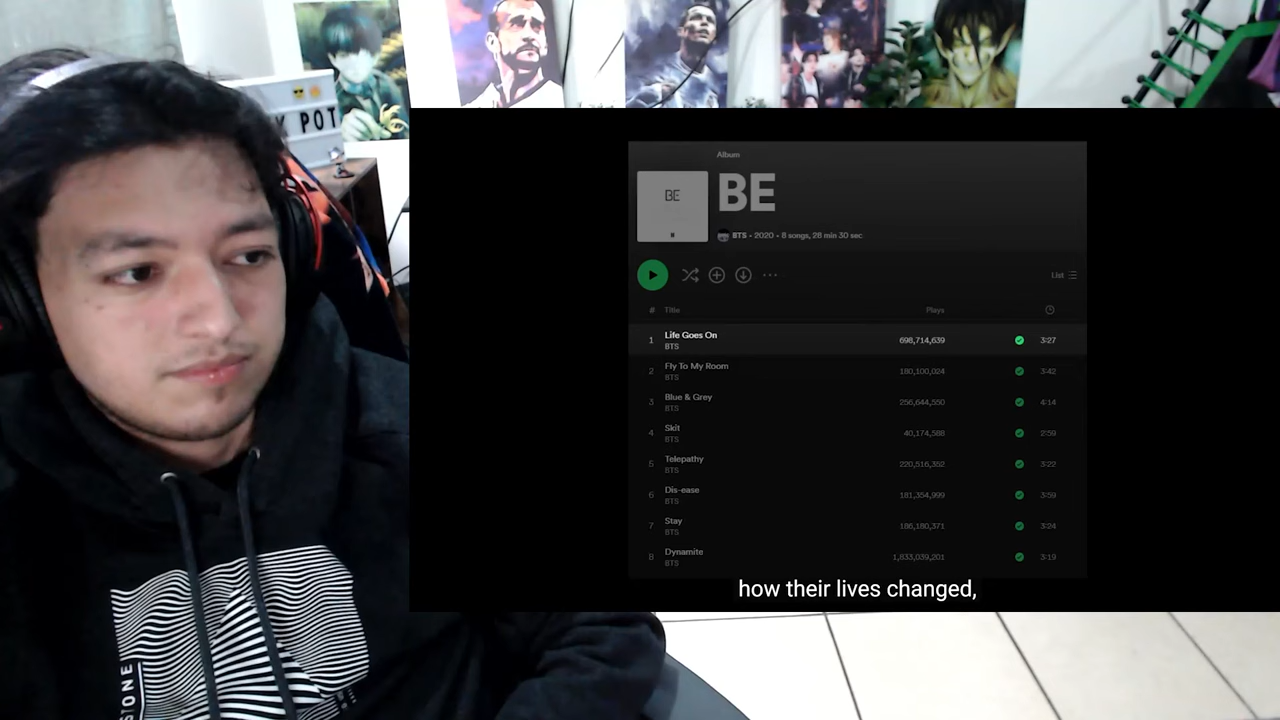 Y POT
STONE
Album
BE
BE
BTS • 2020 • 8 songs, 28 min 30 sec
List
# Title Plays
1 Life Goes On 698,714,639 3:27
BTS
2 Fly To My Room 180,100,024 3:42
BTS
3 Blue & Grey 256,644,550 4:14
BTS
4 Skit 40,174,588 2:59
BTS
5 Telepathy 220,516,352 3:22
BTS
6 Dis-ease 181,354,999 3:59
BTS
7 Stay 186,180,371 3:24
BTS
8 Dynamite 1,833,039,201 3:19
BTS
how their lives changed,